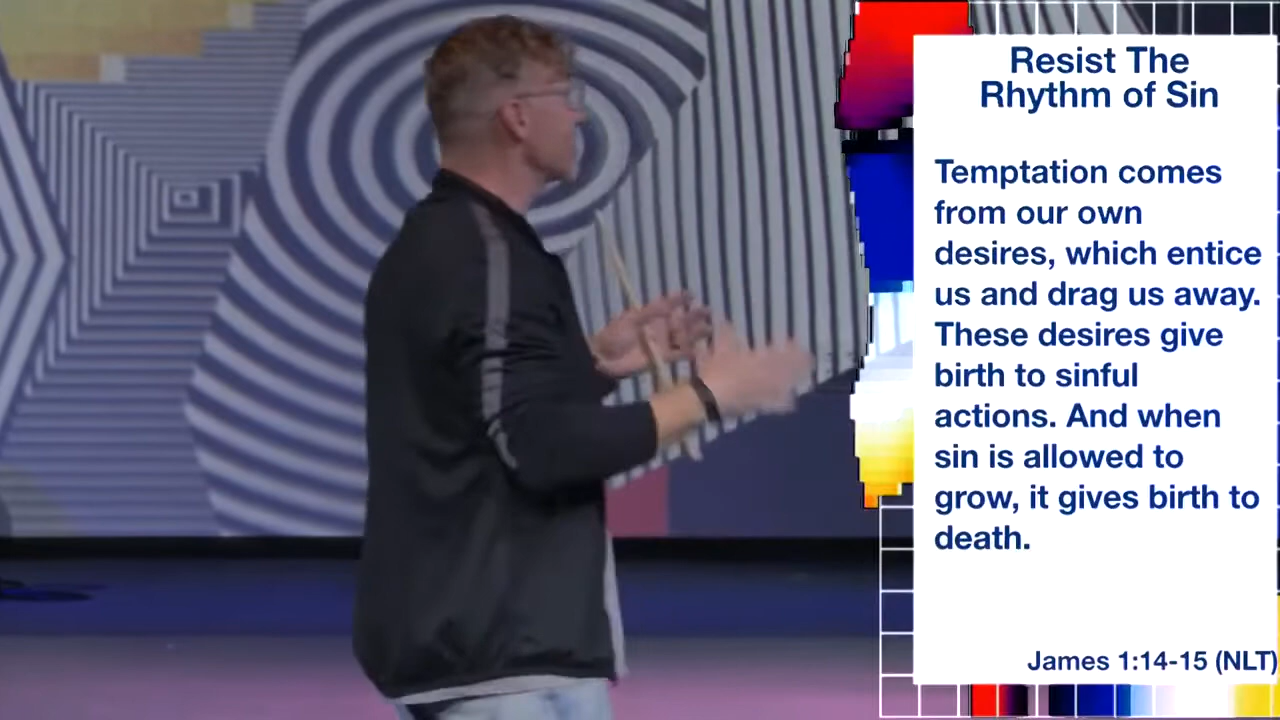 Resist The
Rhythm of Sin
Temptation comes
from our own
desires, which entice
us and drag us away.
These desires give
birth to sinful
actions. And when
sin is allowed to
grow, it gives birth to
death.
James 1:14-15 (NLT)